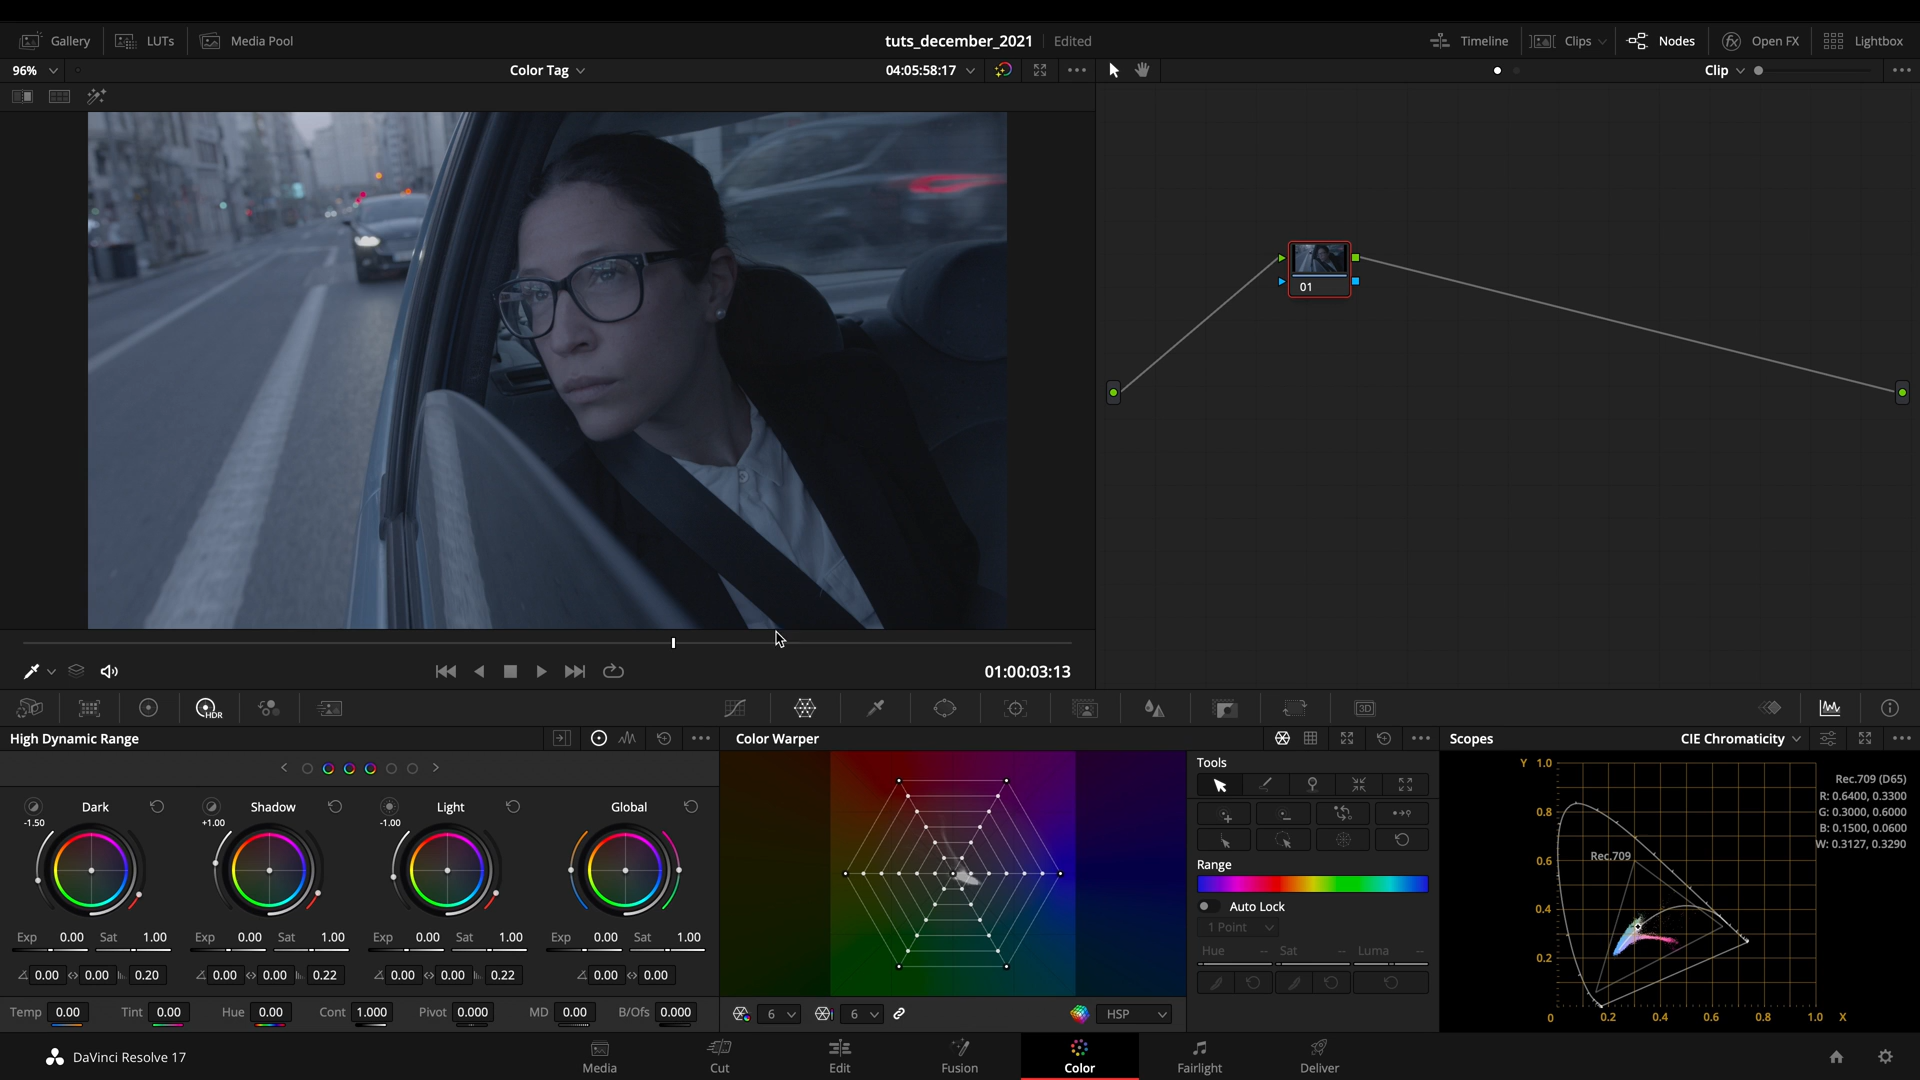 Gallery LUTs Media Pool tuts_december_2021 Edited Timeline Clips Nodes Open FX Lightbox
96% Color Tag 04:05:58:17 Clip
01
01:00:03:13
High Dynamic Range Color Warper Scopes CIE Chromaticity
Dark Shadow Light Global
-1.50 +1.00 -1.00
Exp 0.00 Sat 1.00 Exp 0.00 Sat 1.00 Exp 0.00 Sat 1.00 Exp 0.00 Sat 1.00
0.00 0.00 0.20 0.00 0.00 0.22 0.00 0.00 0.22 0.00 0.00
Temp 0.00 Tint 0.00 Hue 0.00 Cont 1.000 Pivot 0.000 MD 0.00 B/Ofs 0.000
6 6 HSP
Tools
Range
Auto Lock
1 Point
Hue -- Sat -- Luma --
Y 1.0
0.8
0.6
0.4
0.2
0 0.2 0.4 0.6 0.8 1.0 X
Rec.709
Rec.709 (D65)
R: 0.6400, 0.3300
G: 0.3000, 0.6000
B: 0.1500, 0.0600
W: 0.3127, 0.3290
DaVinci Resolve 17 Media Cut Edit Fusion Color Fairlight Deliver
HDR
3D